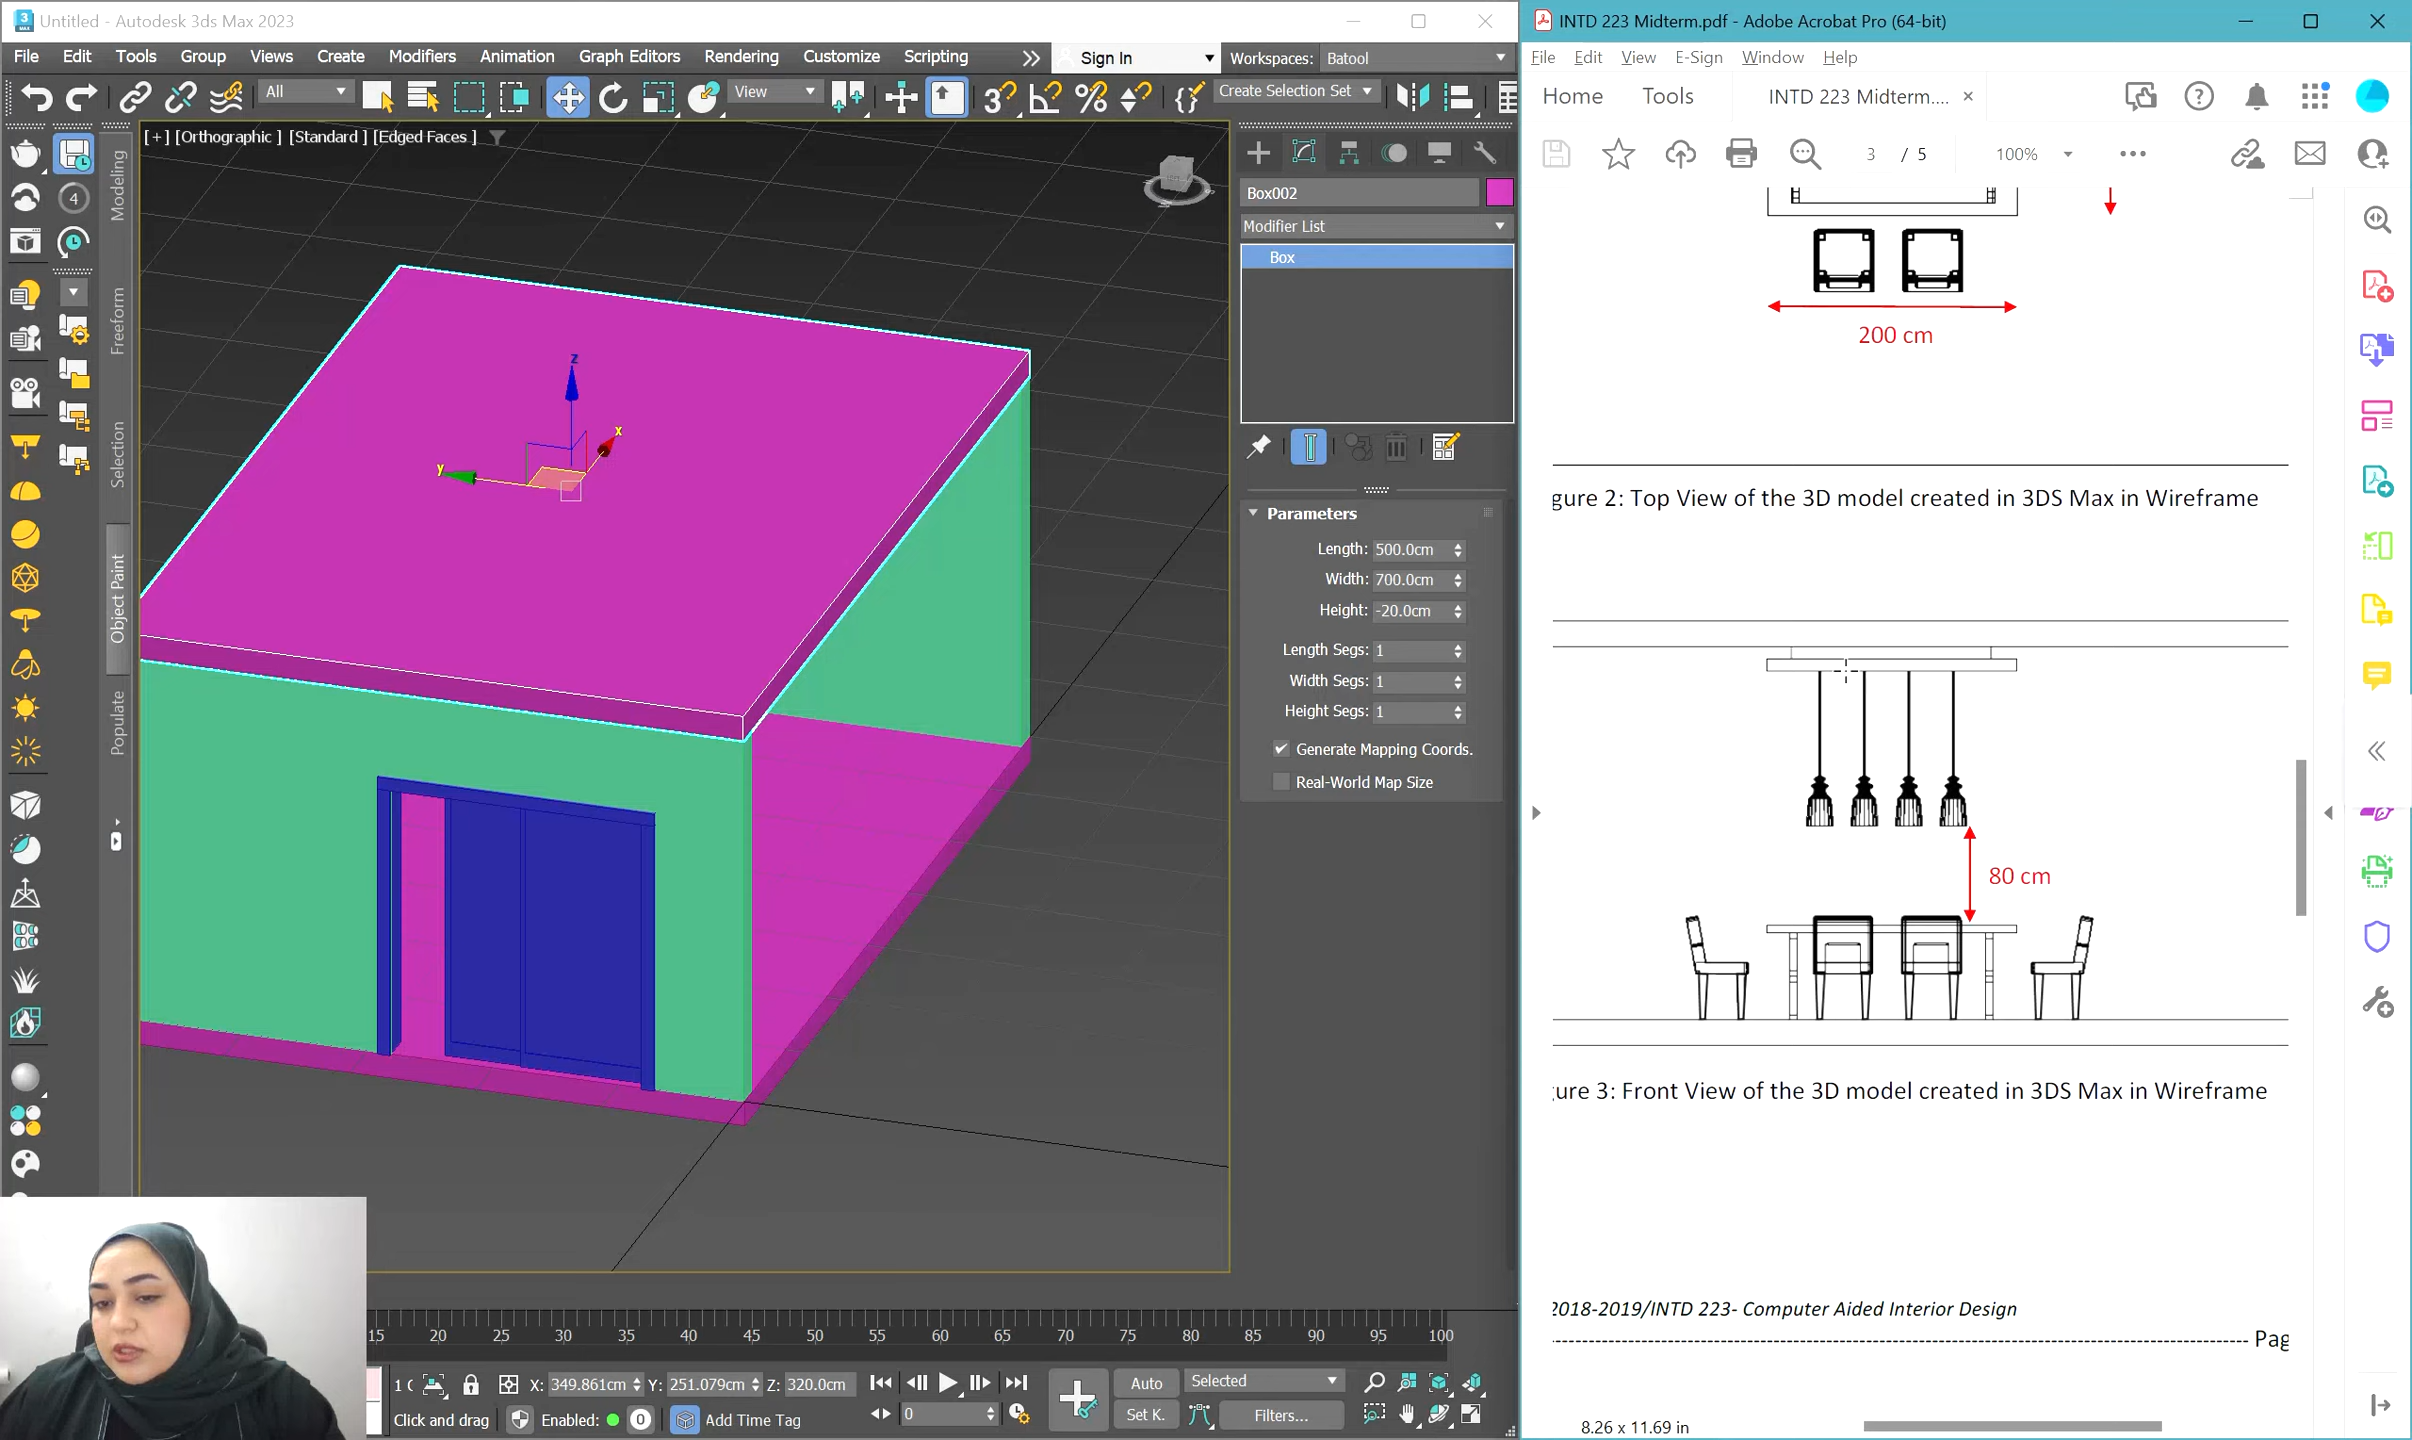 Untitled - Autodesk 3ds Max 2023
File Edit Tools Group Views Create Modifiers Animation Graph Editors Rendering Customize Scripting Sign In Workspaces: Batool
All View 3 Create Selection Set
4
[+] [Orthographic ] [Standard ] [Edged Faces ]
Modeling
Freeform
Selection
Object Paint
Populate
z
x
y
Box002
Modifier List
Box
Parameters
Length: 500.0cm
Width: 700.0cm
Height: -20.0cm
Length Segs: 1
Width Segs: 1
Height Segs: 1
Generate Mapping Coords.
Real-World Map Size
15 20 25 30 35 40 45 50 55 60 65 70 75 80 85 90 95 100
X: 349.861cm Y: 251.079cm Z: 320.0cm Auto Selected
Click and drag Enabled: 0 Add Time Tag 0 Set K. Filters...
INTD 223 Midterm.pdf - Adobe Acrobat Pro (64-bit)
File Edit View E-Sign Window Help
Home Tools INTD 223 Midterm....
3 / 5 100%
200 cm
gure 2: Top View of the 3D model created in 3DS Max in Wireframe
80 cm
ure 3: Front View of the 3D model created in 3DS Max in Wireframe
2018-2019/INTD 223- Computer Aided Interior Design
Pag
8.26 x 11.69 in